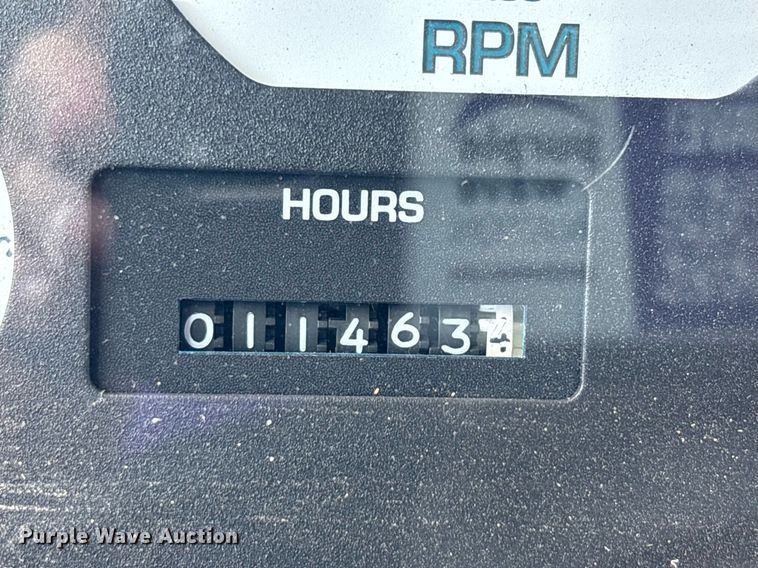 RPM
HOURS
011463
Purple Wave Auction